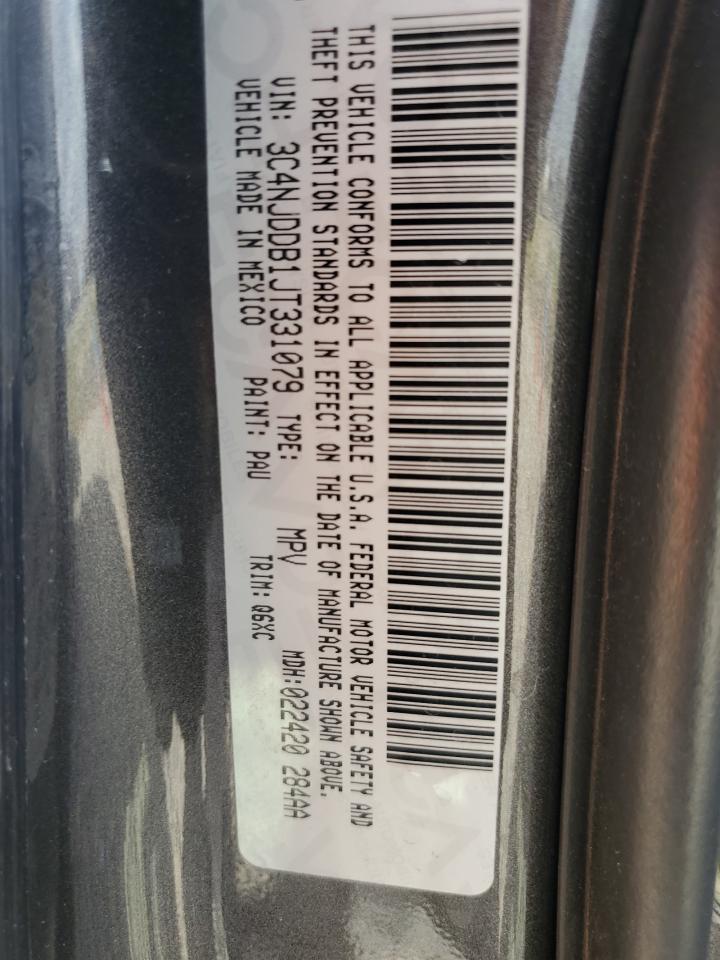 THIS VEHICLE CONFORMS TO ALL APPLICABLE U.S.A. FEDERAL MOTOR VEHICLE SAFETY AND
THEFT PREVENTION STANDARDS IN EFFECT ON THE DATE OF MANUFACTURE SHOWN ABOVE.
VIN: 3C4NJDDB1JT331079 TYPE: MPV MDH:022420 284AA
VEHICLE MADE IN MEXICO PAINT: PAU TRIM: Q6XC